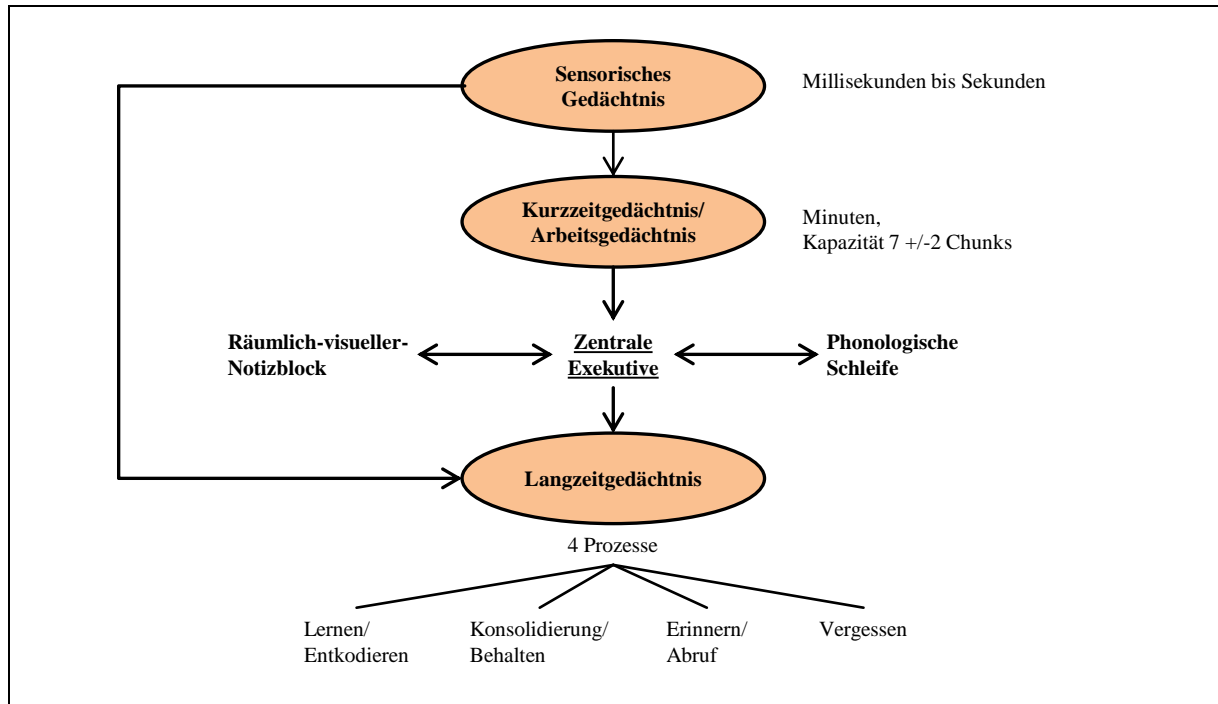 Sensorisches
Gedächtnis
Millisekunden bis Sekunden
Kurzzeitgedächtnis/
Arbeitsgedächtnis
Minuten,
Kapazität 7 +/-2 Chunks
Räumlich-visueller-
Notizblock
Zentrale
Exekutive
Phonologische
Schleife
Langzeitgedächtnis
4 Prozesse
Lernen/
Entkodieren
Konsolidierung/
Behalten
Erinnern/
Abruf
Vergessen